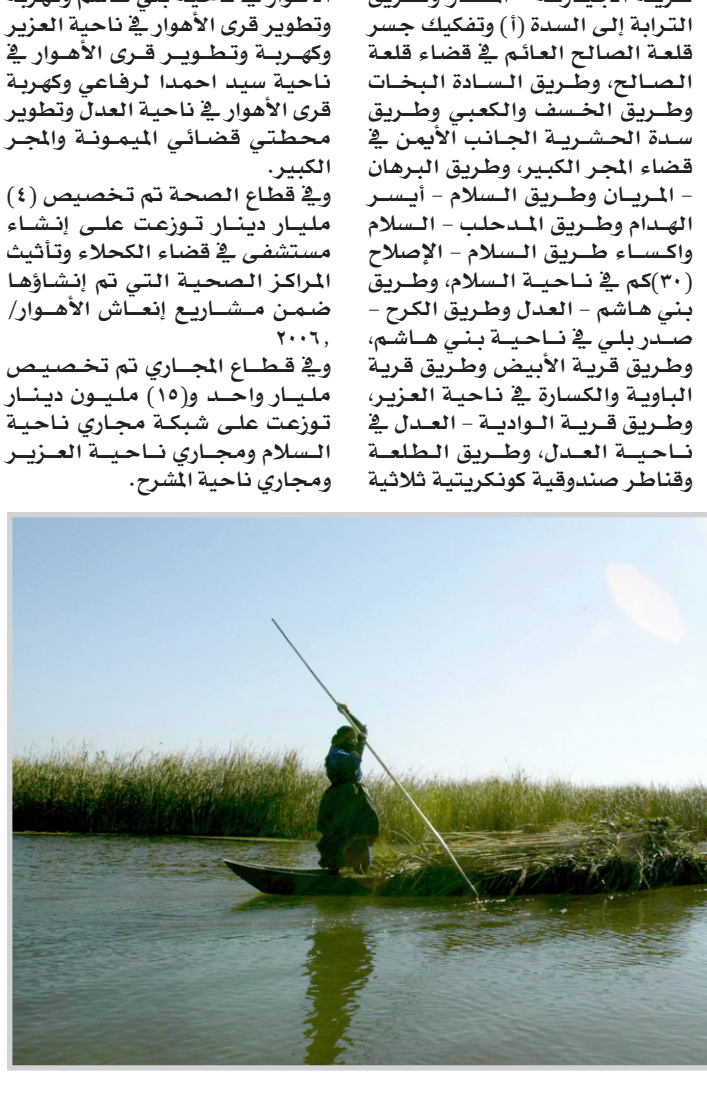 الترابة إلى السدة (أ) وتفكيك جسر
قلعة الصالح العائم في قضاء قلعة
الصالح، وطريق السادة البخات
وطريق الخسف والكعبي وطريق
سدة الحشرية الجانب الأيمن في
قضاء المجر الكبير، وطريق البرهان
- المريان وطريق السلام - أيسر
الهدام وطريق المدحلب - السلام
واكساء طريق السلام - الإصلاح
(٣٠)كم في ناحية السلام، وطريق
بني هاشم - العدل وطريق الكرح -
صدر بلي في ناحية بني هاشم،
وطريق قرية الأبيض وطريق قرية
الباوية والكسارة في ناحية العزير،
وطريق قرية الوادية - العدل في
ناحية العدل، وطريق الطلعة
وقناطر صندوقية كونكريتية ثلاثية
وتطوير قرى الأهوار في ناحية العزير
وكهربة وتطوير قرى الأهوار في
ناحية سيد احمدا لرفاعي وكهربة
قرى الأهوار في ناحية العدل وتطوير
محطتي قضائي الميمونة والمجر
الكبير.
وفي قطاع الصحة تم تخصيص (٤)
مليار دينار توزعت على إنشاء
مستشفى في قضاء الكحلاء وتأثيث
المراكز الصحية التي تم إنشاؤها
ضمن مشاريع إنعاش الأهوار/
٢٠٠٦,
وفي قطاع المجاري تم تخصيص
مليار واحد و(١٥) مليون دينار
توزعت على شبكة مجاري ناحية
السلام ومجاري ناحية العزير
ومجاري ناحية المشرح.